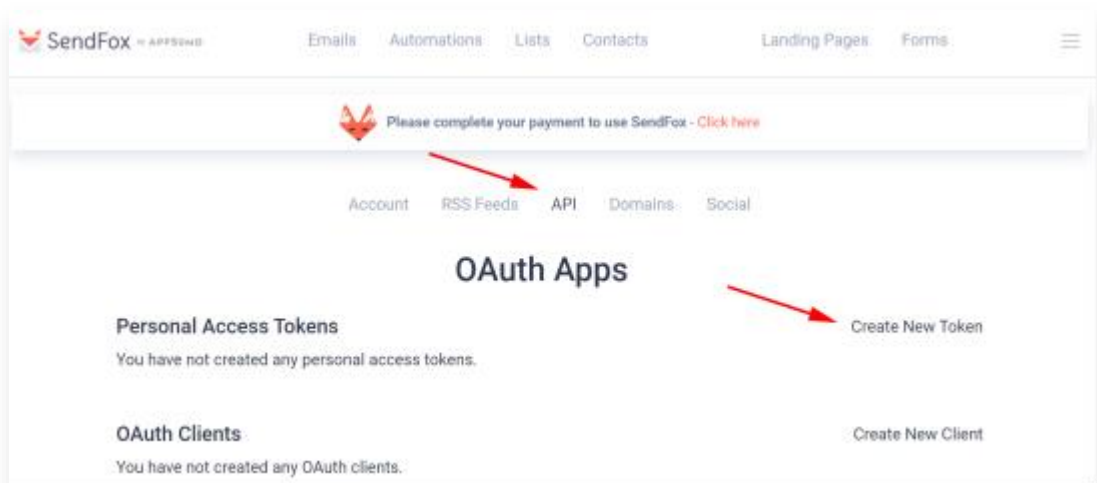 SendFox BY APPSUMO
Emails Automations Lists Contacts Landing Pages Forms
Please complete your payment to use SendFox - Click here
Account RSS Feeds API Domains Social
OAuth Apps
Personal Access Tokens Create New Token
You have not created any personal access tokens.
OAuth Clients Create New Client
You have not created any OAuth clients.